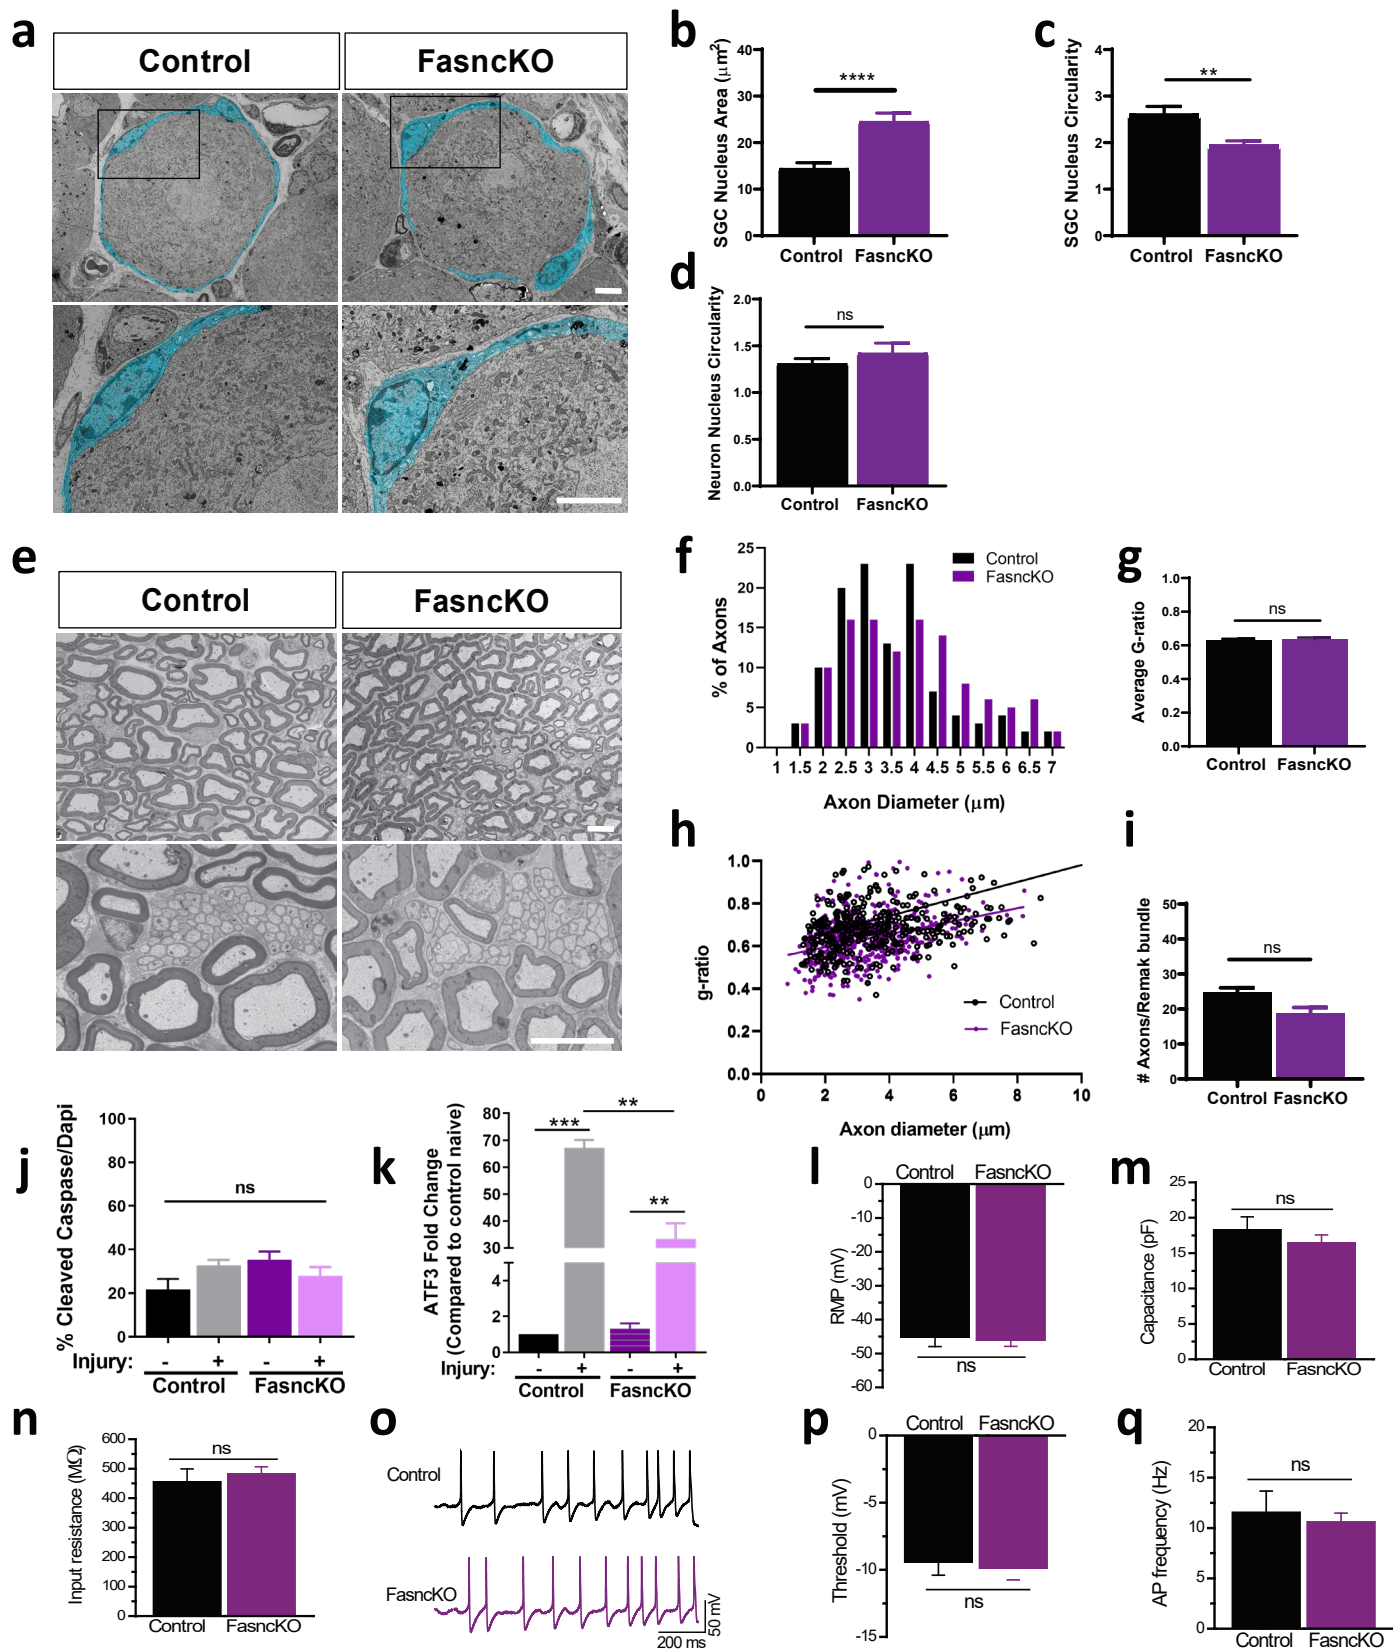 a
Control
FasncKO
b
SGC Nucleus Area (μm²)
40
30
20
10
0
****
Control
FasncKO
c
SGC Nucleus Circularity
4
3
2
1
0
**
Control
FasncKO
d
Neuron Nucleus Circularity
2.0
1.5
1.0
0.5
0.0
ns
Control
FasncKO
e
Control
FasncKO
f
% of Axons
25
20
15
10
5
0
Control
FasncKO
1 1.5 2 2.5 3 3.5 4 4.5 5 5.5 6 6.5 7
Axon Diameter (μm)
g
Average G-ratio
1.0
0.8
0.6
0.4
0.2
0.0
ns
Control
FasncKO
h
g-ratio
1.0
0.8
0.6
0.4
0.2
0.0
Control
FasncKO
0 2 4 6 8 10
Axon diameter (μm)
i
# Axons/Remak bundle
50
40
30
20
10
0
ns
Control FasncKO
j
% Cleaved Caspase/Dapi
100
80
60
40
20
0
ns
Injury: - + - +
Control FasncKO
k
ATF3 Fold Change
(Compared to control naive)
80
70
60
50
40
30
4
2
0
***
**
**
Injury: - + - +
Control FasncKO
l
Control FasncKO
RMP (mV)
0
-10
-20
-30
-40
-50
-60
ns
m
Capacitance (pF)
25
20
15
10
5
0
ns
Control FasncKO
n
Input resistance (MΩ)
600
500
400
300
200
100
0
ns
Control FasncKO
o
Control
FasncKO
50 mV
200 ms
p
Control FasncKO
Threshold (mV)
0
-5
-10
-15
ns
q
AP frequency (Hz)
20
15
10
5
0
ns
Control FasncKO